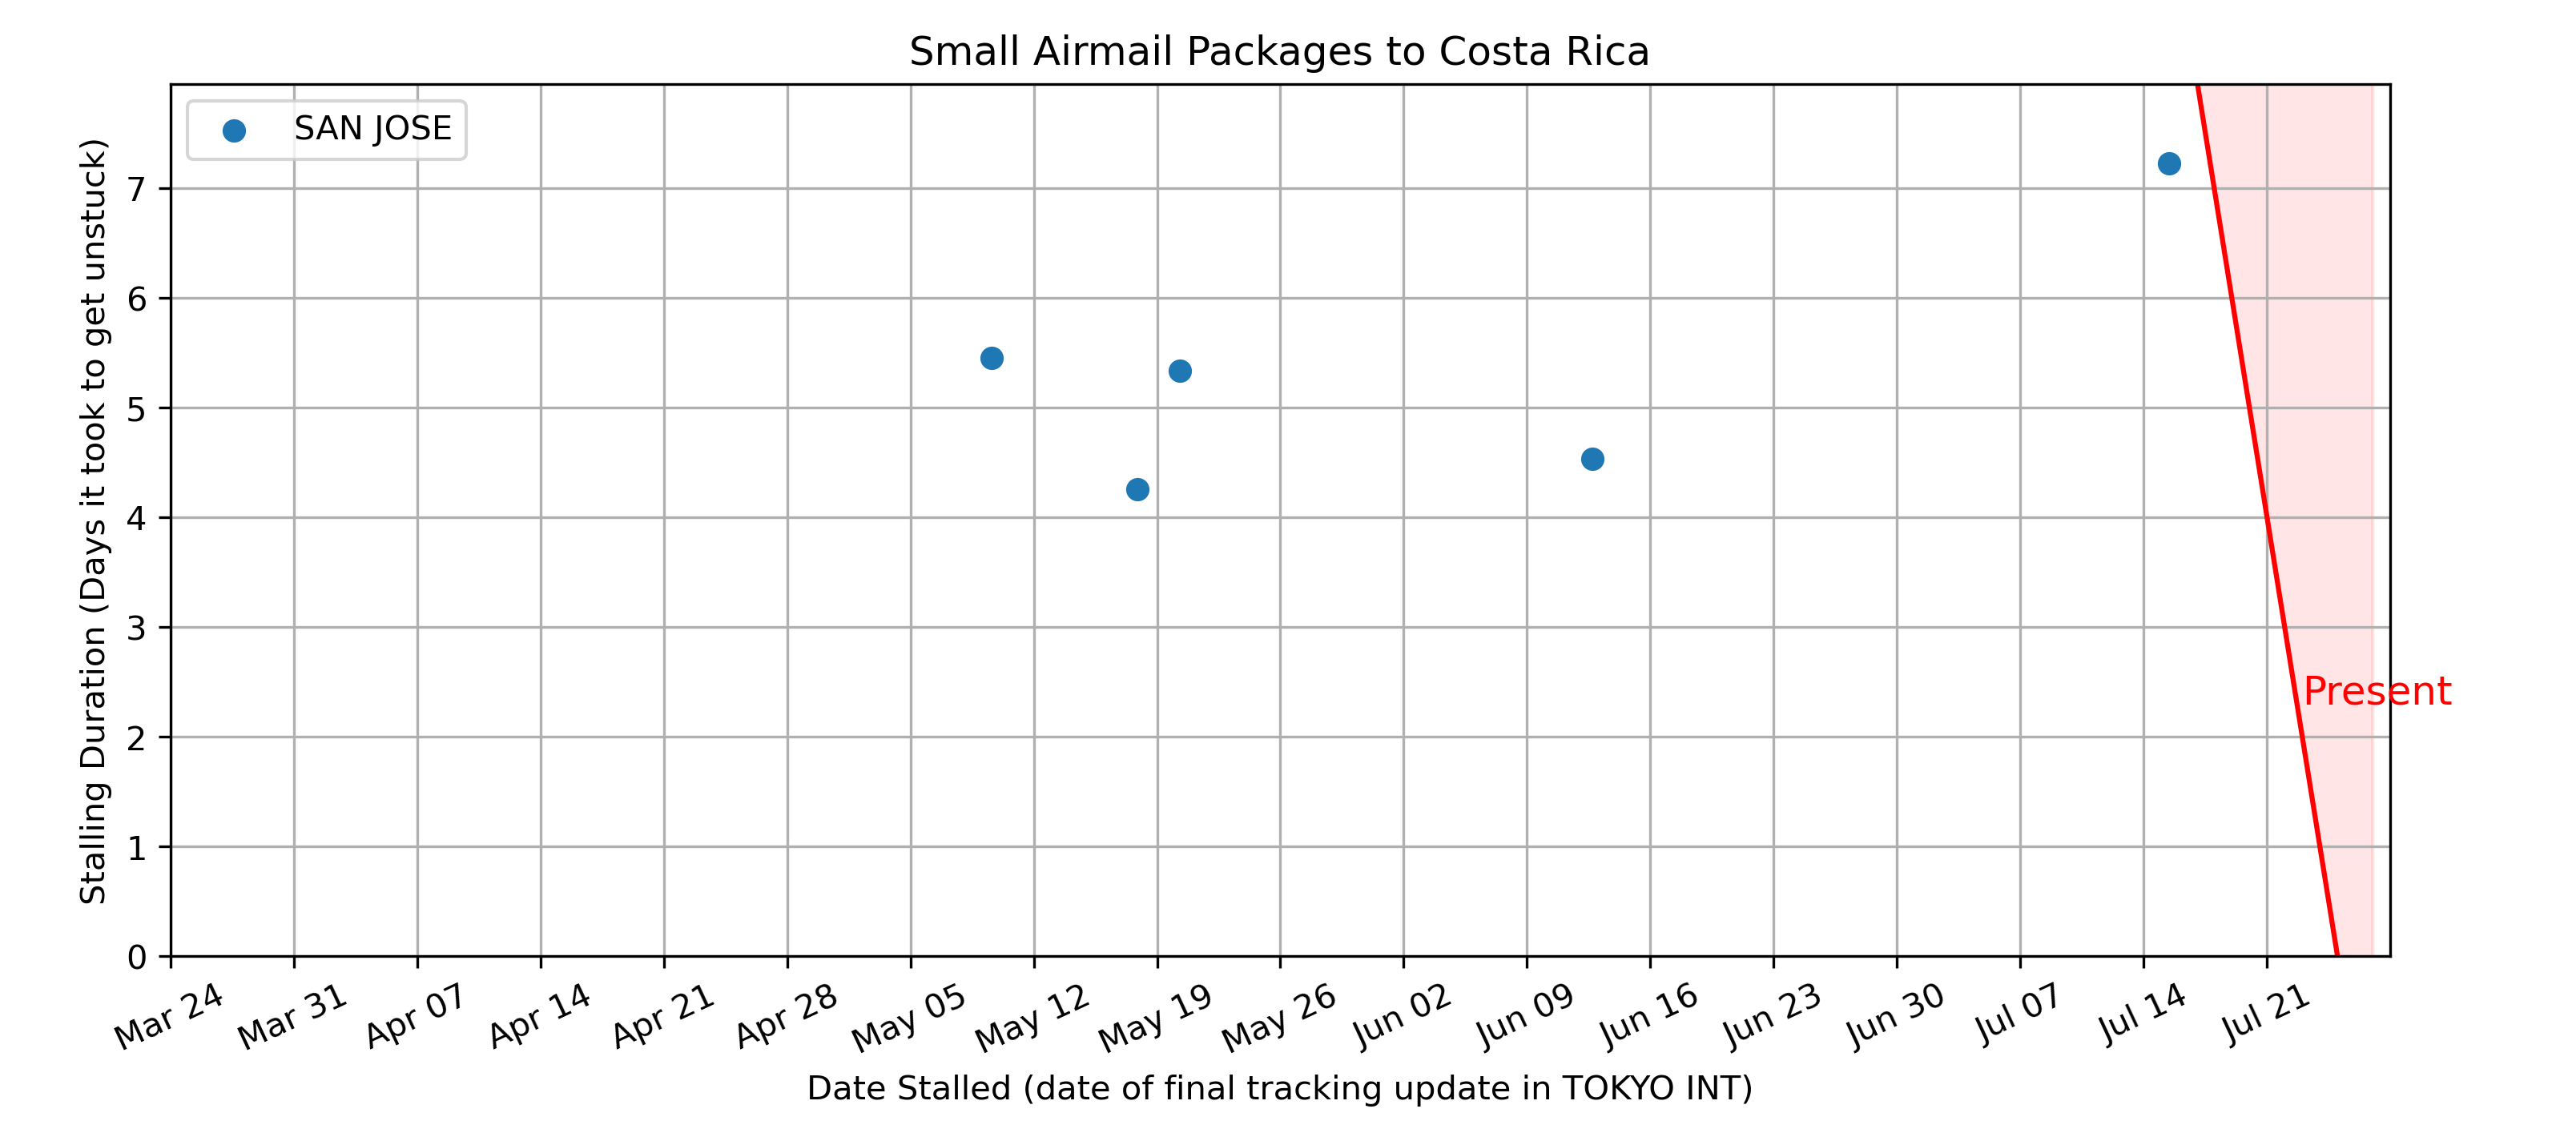 Small Airmail Packages to Costa Rica
SAN JOSE
Stalling Duration (Days it took to get unstuck)
7
6
5
4
3
2
1
0
Present
Mar 24 Mar 31 Apr 07 Apr 14 Apr 21 Apr 28 May 05 May 12 May 19 May 26 Jun 02 Jun 09 Jun 16 Jun 23 Jun 30 Jul 07 Jul 14 Jul 21
Date Stalled (date of final tracking update in TOKYO INT)